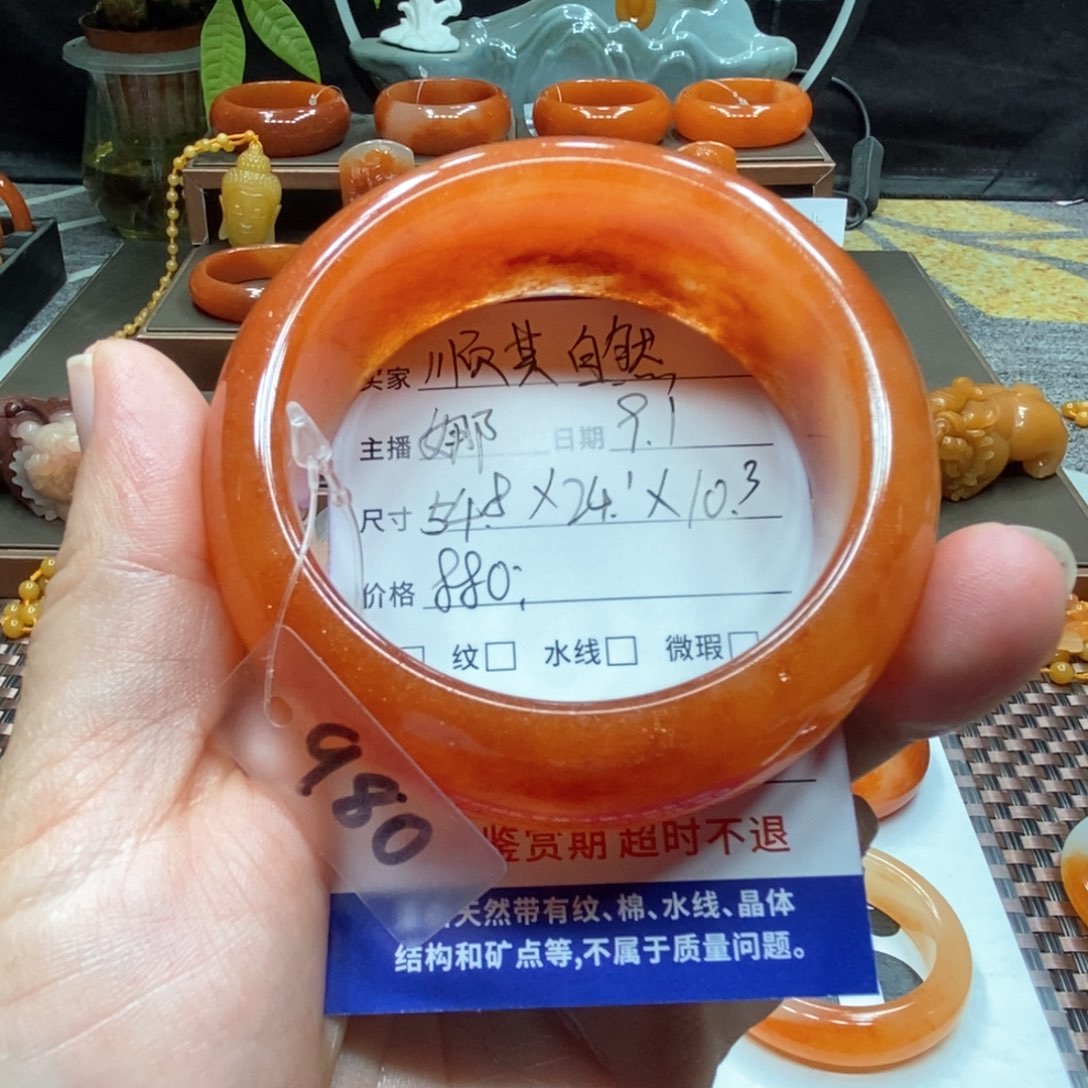 买家 顺其自然
主播 娜 日期 9.1
尺寸 54.8×24.1×10.3
价格 880;
纹□ 水线□ 微瑕□
980
鉴赏期 超时不退
天然带有纹、棉、水线、晶体
结构和矿点等,不属于质量问题。